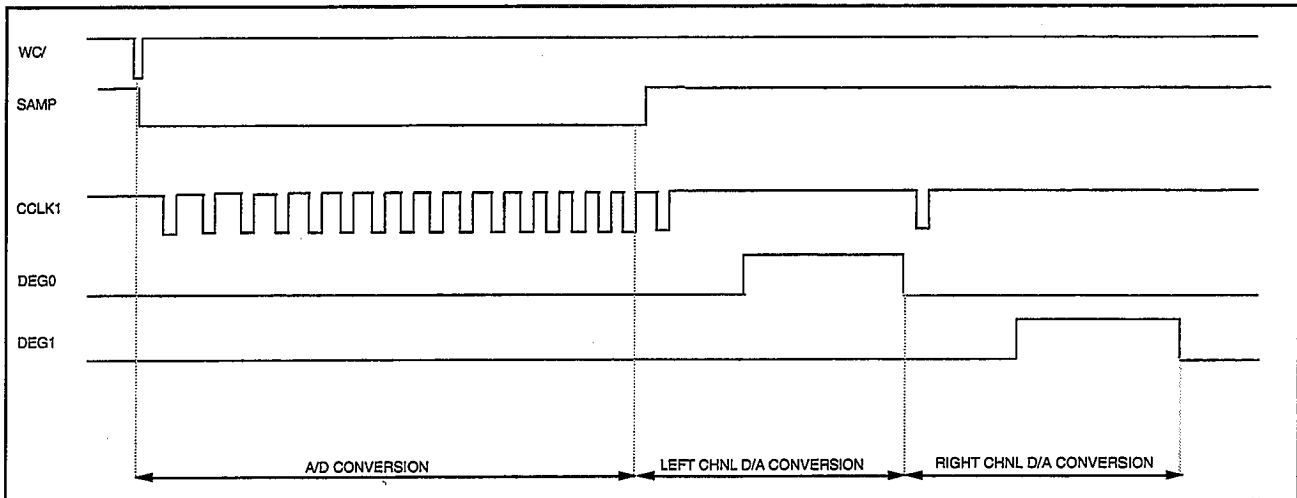 WC/
SAMP
CCLK1
DEG0
DEG1
A/D CONVERSION
LEFT CHNL D/A CONVERSION
RIGHT CHNL D/A CONVERSION